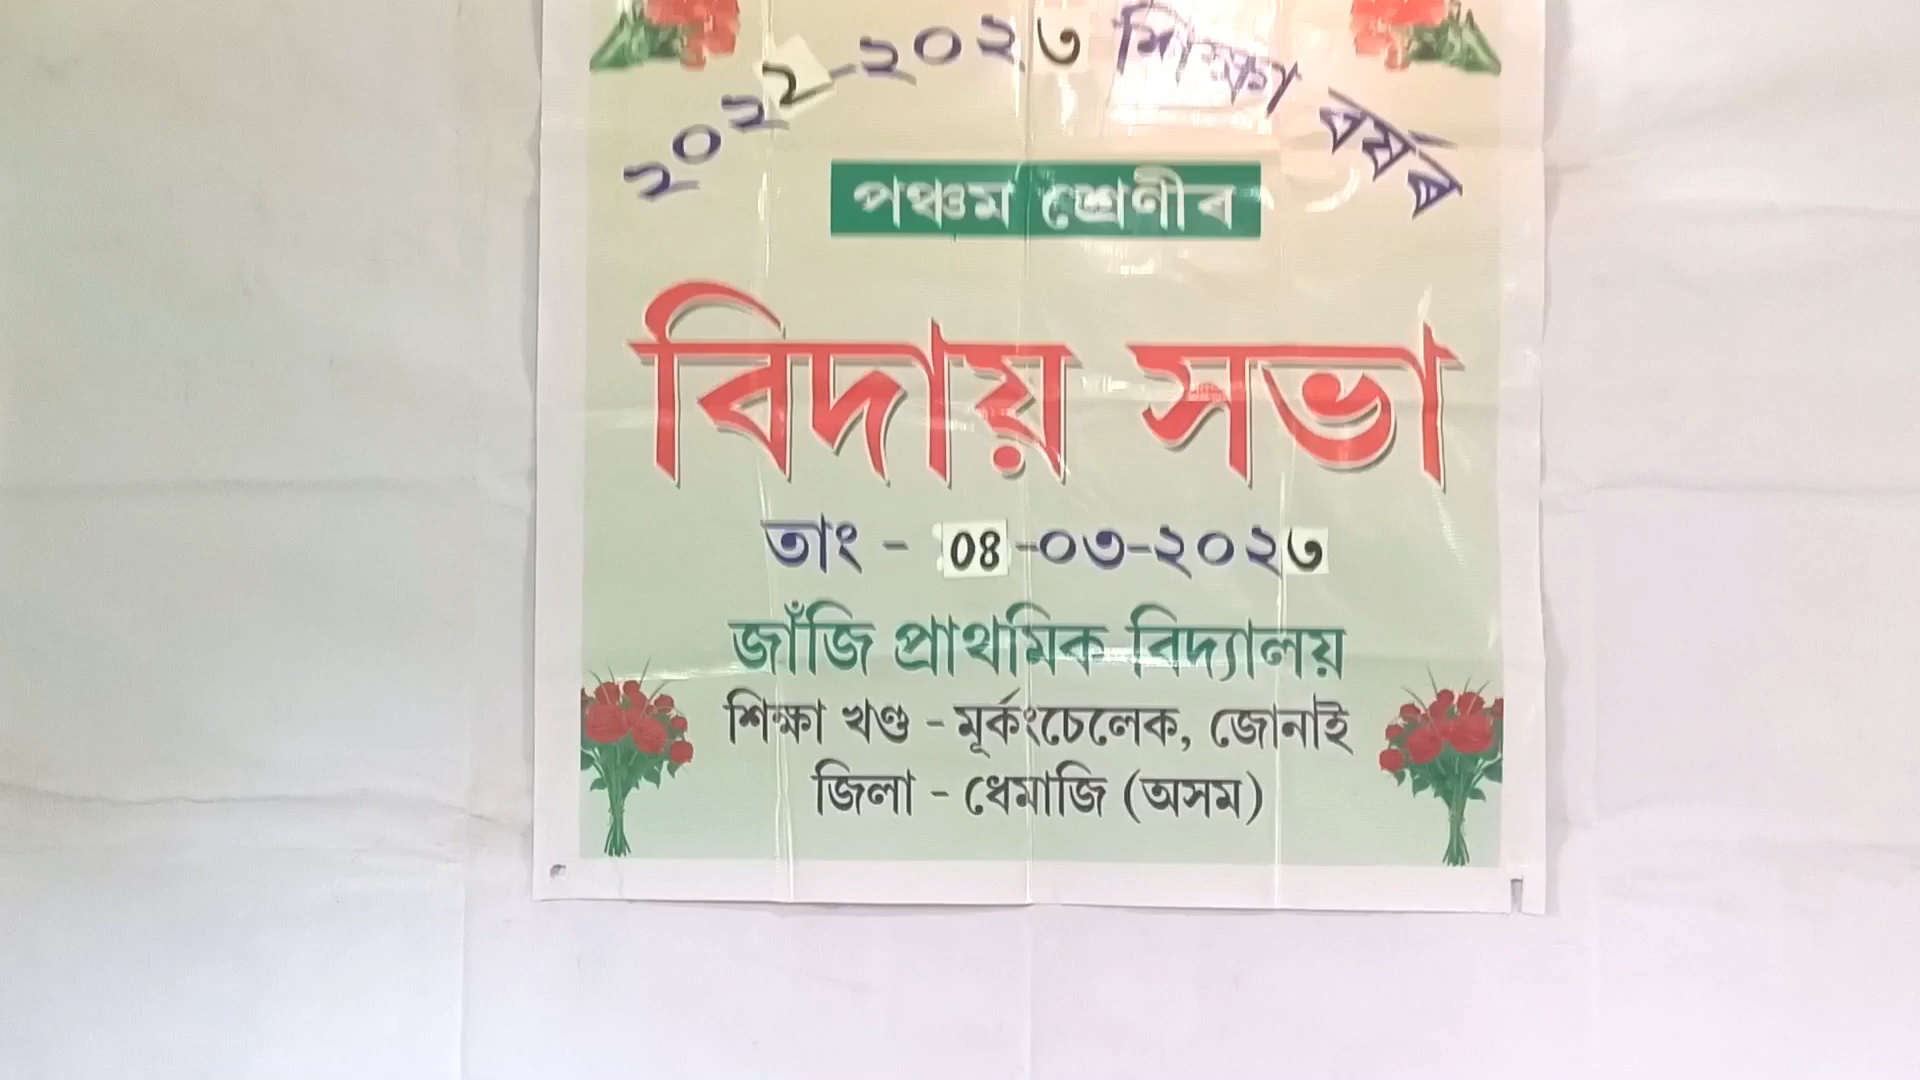 ২০২২-২০২৩ শিক্ষা বৰ্ষৰ
পঞ্চম শ্ৰেণীৰ
বিদায় সভা
তাং - 04 -০৩-২০২৩
জাঁজি প্ৰাথমিক বিদ্যালয়
শিক্ষা খণ্ড - মূৰ্কংচেলেক, জোনাই
জিলা - ধেমাজি (অসম)